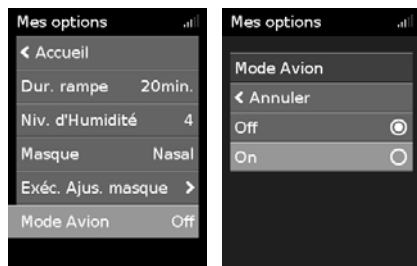 Mes options
< Accueil
Dur. rampe 20min.
Niv. d'Humidité 4
Masque Nasal
Exéc. Ajus. masque >
Mode Avion Off
Mes options
Mode Avion
< Annuler
Off
On